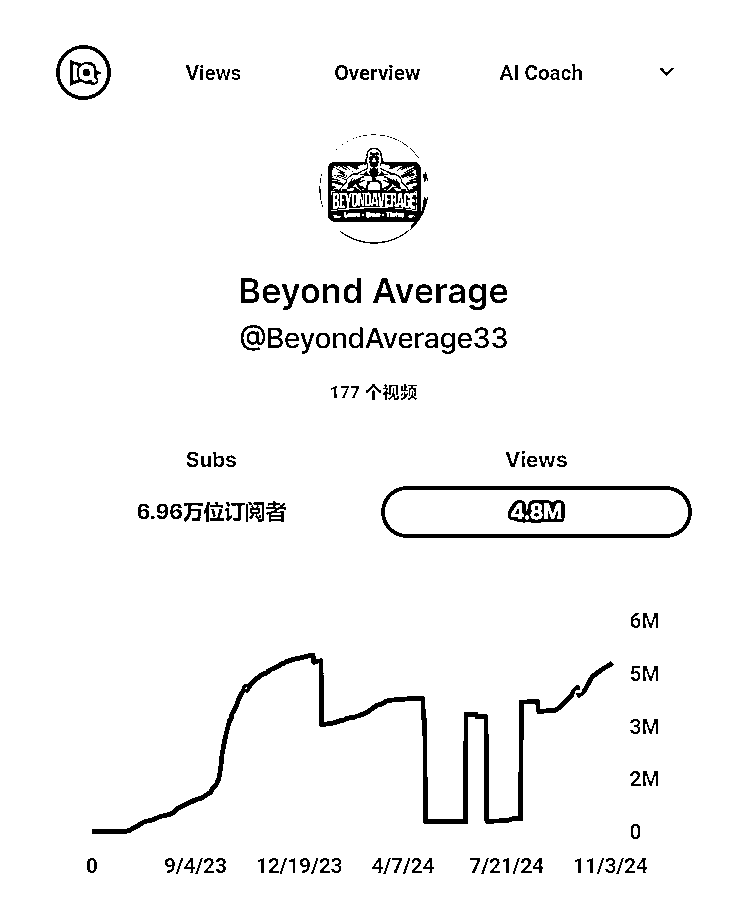 Views Overview AI Coach
BEYONDAVERAGE
Beyond Average
@BeyondAverage33
177 个视频
Subs Views
6.96万位订阅者 4.8M
6M
5M
3M
2M
0
0 9/4/23 12/19/23 4/7/24 7/21/24 11/3/24